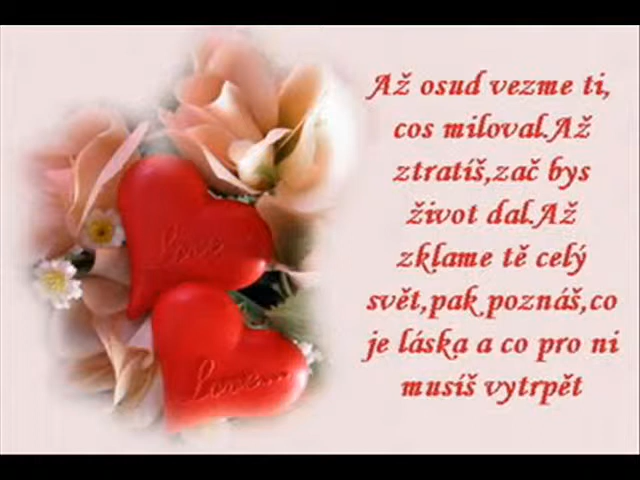 Až osud vezme ti,
cos miloval.Až
ztratíš,zač bys
život dal.Až
zklame tě celý
svět,pak poznáš,co
je láska a co pro ni
musíš vytrpět
Love
Love...